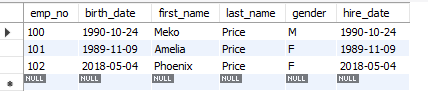 emp_no birth_date first_name last_name gender hire_date
100 1990-10-24 Meko Price M 1990-10-24
101 1989-11-09 Amelia Price F 1989-11-09
102 2018-05-04 Phoenix Price F 2018-05-04
NULL NULL NULL NULL NULL NULL